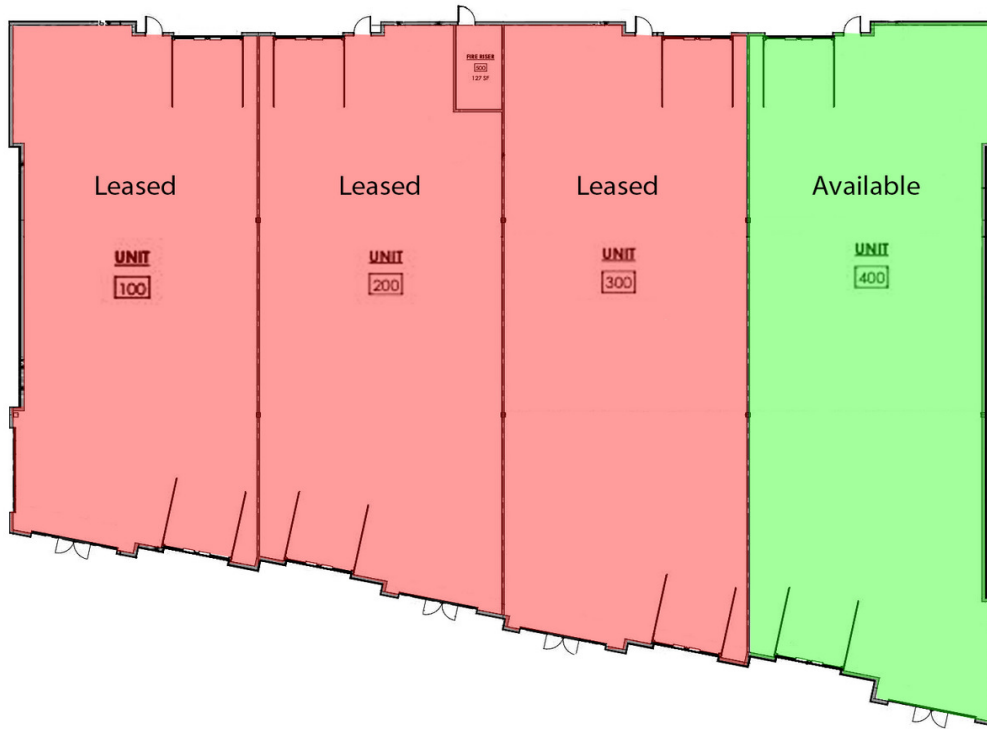 FIRE RISER
500
127 SF
Leased
Leased
Leased
Available
UNIT
100
UNIT
200
UNIT
300
UNIT
400